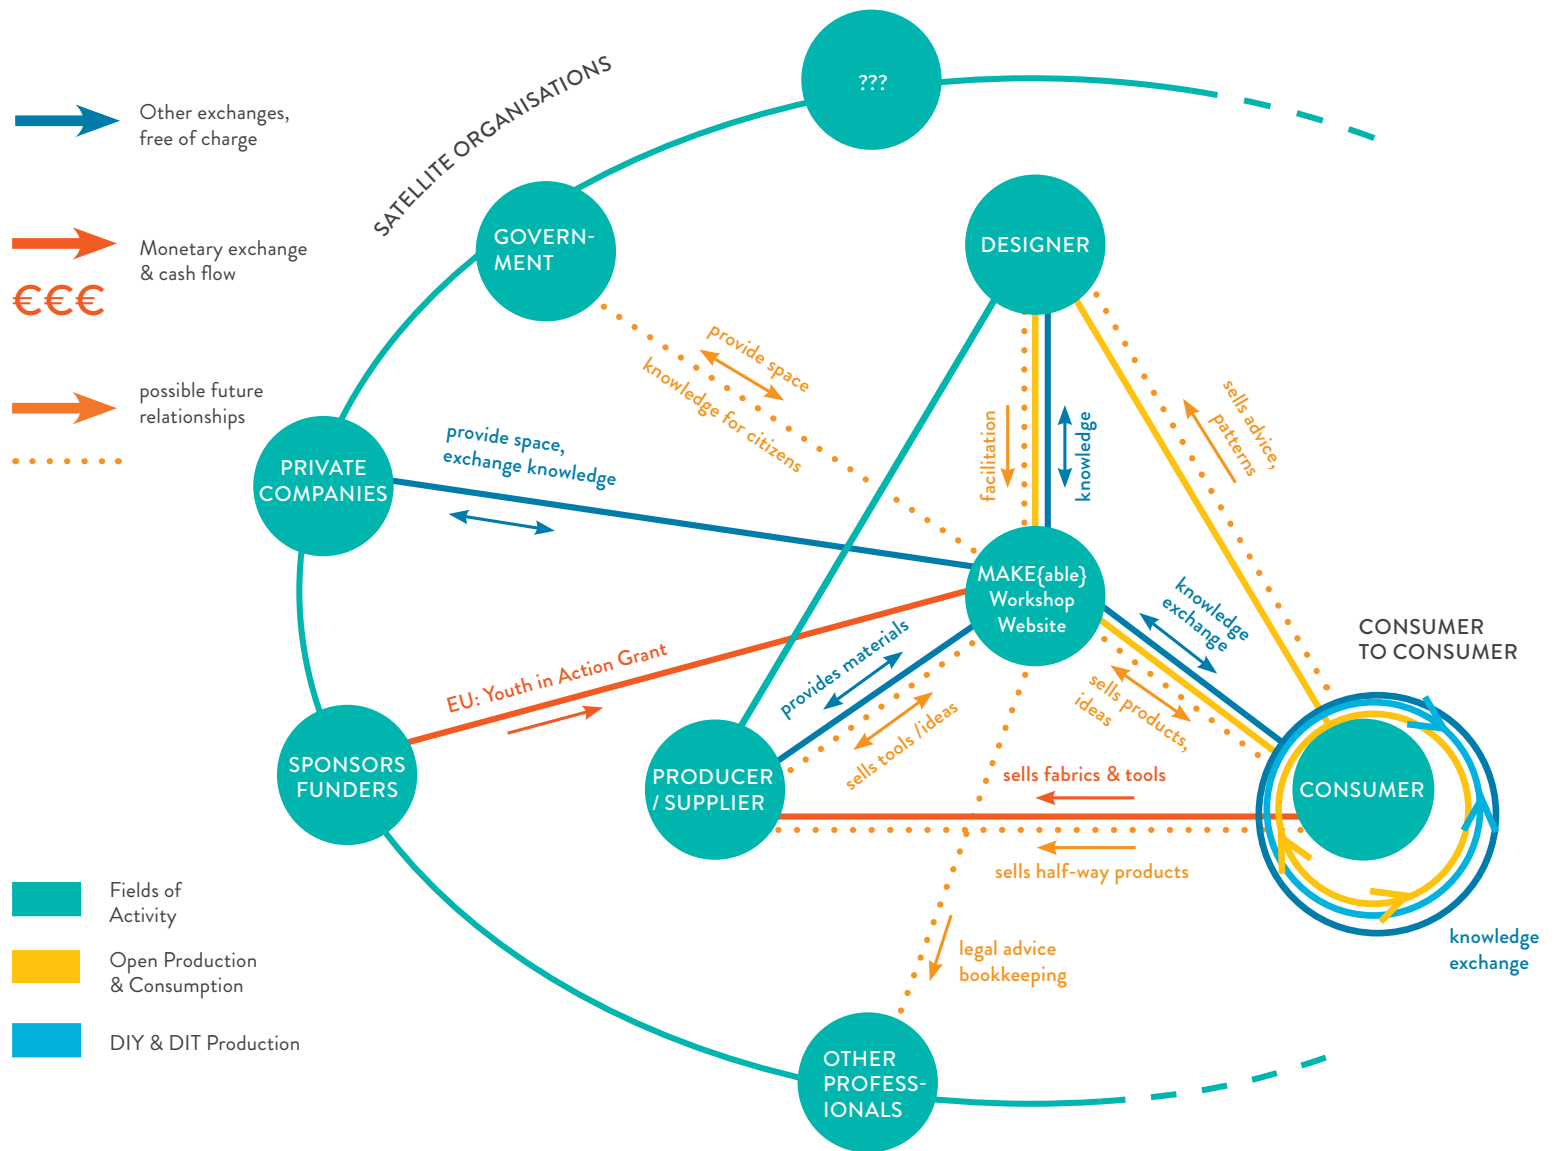 Other exchanges,
free of charge
Monetary exchange
& cash flow
€€€
possible future
relationships
SATELLITE ORGANISATIONS
???
GOVERN-
MENT
DESIGNER
provide space
knowledge for citizens
PRIVATE
COMPANIES
provide space,
exchange knowledge
facilitation
knowledge
sells advice,
patterns
MAKE{able}
Workshop
Website
knowledge
exchange
CONSUMER
TO CONSUMER
EU: Youth in Action Grant
provides materials
sells tools /ideas
sells products,
ideas
SPONSORS
FUNDERS
PRODUCER
/ SUPPLIER
sells fabrics & tools
CONSUMER
sells half-way products
knowledge
exchange
legal advice
bookkeeping
OTHER
PROFESS-
IONALS
Fields of
Activity
Open Production
& Consumption
DIY & DIT Production